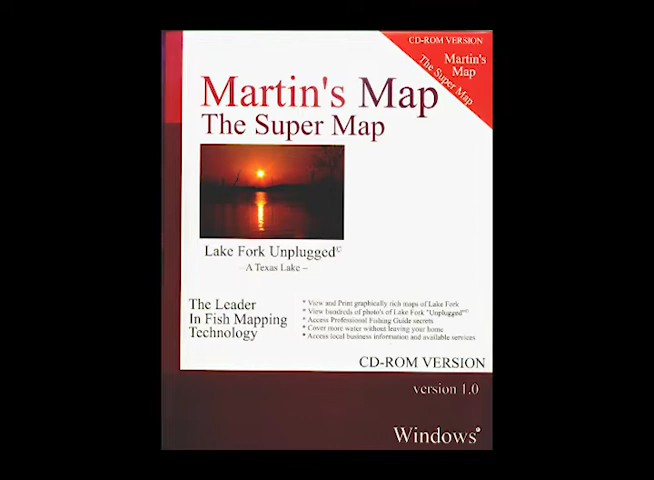 CD-ROM VERSION
Martin's
Map
The Super Map
Martin's Map
The Super Map
Lake Fork Unplugged©
- A Texas Lake -
The Leader
In Fish Mapping
Technology
* View and Print graphically rich maps of Lake Fork
* View hundreds of photo's of Lake Fork "Unplugged"©
* Access Professional Fishing Guide secrets
* Cover more water without leaving your home
* Access local business information and available services
CD-ROM VERSION
version 1.0
Windows®